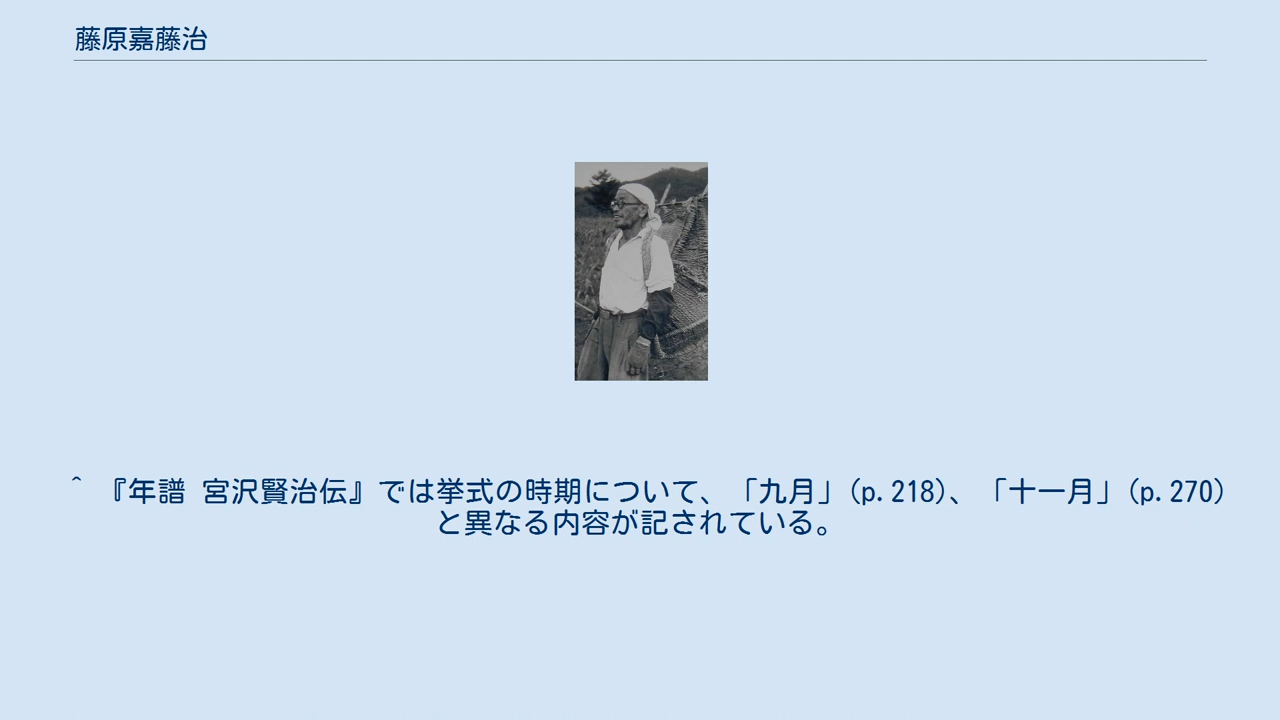 藤原嘉藤治
^ 『年譜 宮沢賢治伝』では挙式の時期について、「九月」(p.218)、「十一月」(p.270)
と異なる内容が記されている。